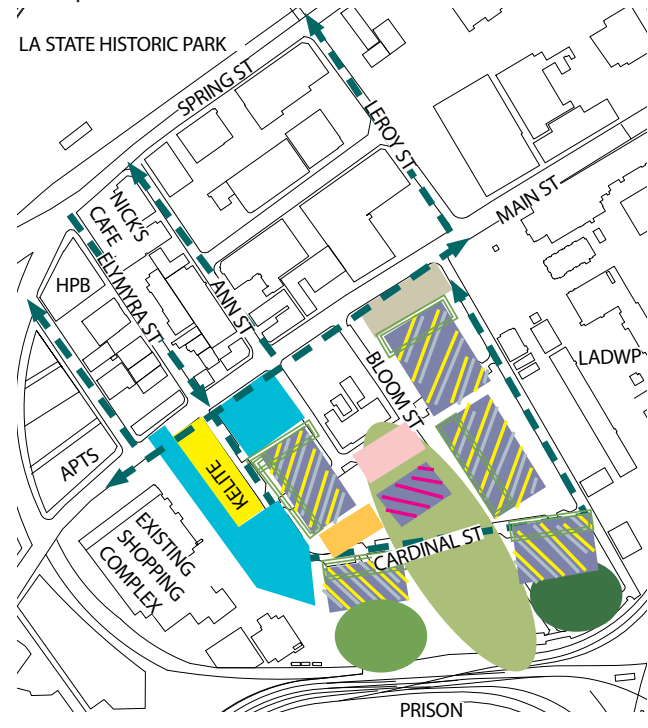 LA STATE HISTORIC PARK
SPRING ST
LEROY ST
MAIN ST
NICK'S
CAFE
ELYMYRA ST
HPB
ANN ST
BLOOM ST
LADWP
APTS
KELITE
EXISTING
SHOPPING
COMPLEX
CARDINAL ST
PRISON